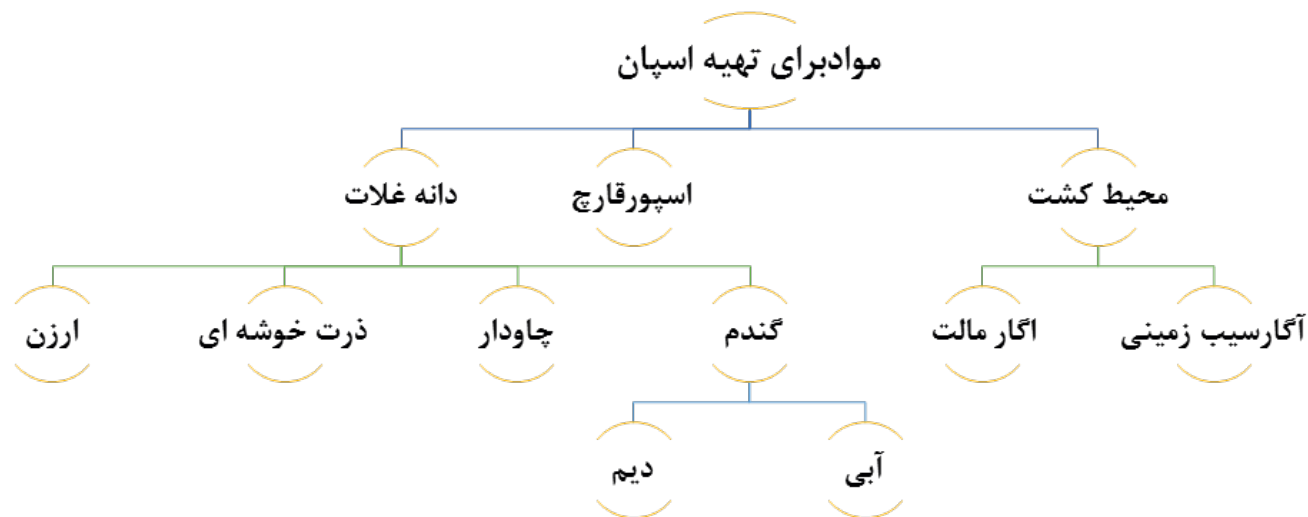 موادبرای تهیه اسپان
محیط کشت
اسپورقارچ
دانه غلات
آگارسیب زمینی
اگار مالت
گندم
چاودار
ذرت خوشه ای
ارزن
آبی
دیم